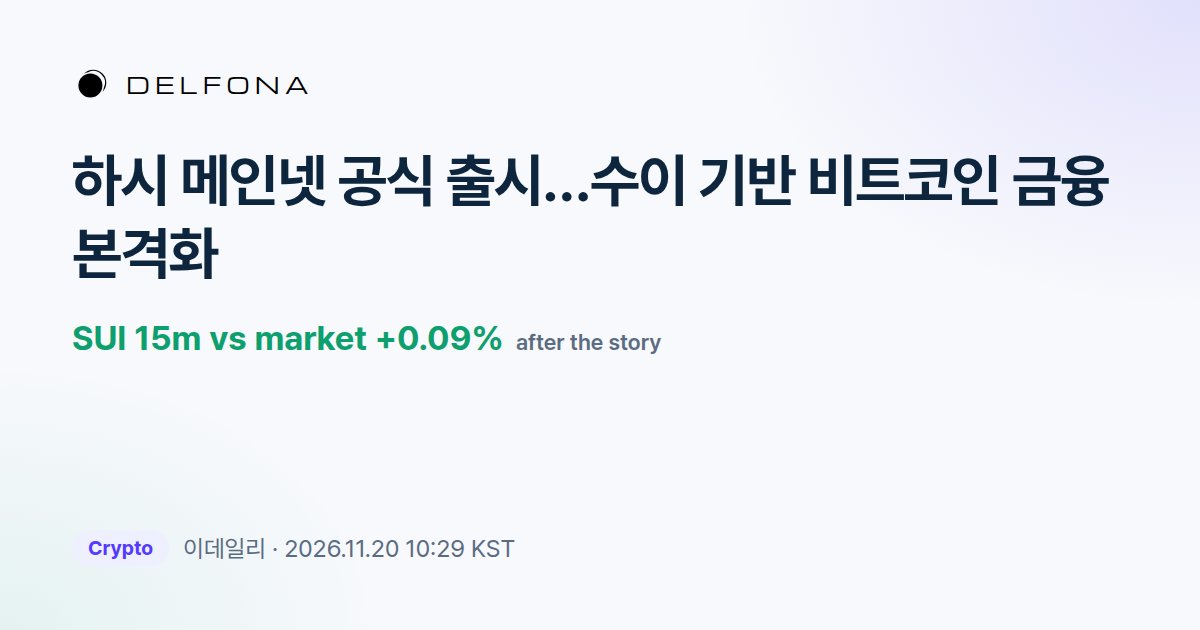 DELFONA
하시 메인넷 공식 출시…수이 기반 비트코인 금융
본격화
SUI 15m vs market +0.09% after the story
Crypto 이데일리 · 2026.11.20 10:29 KST